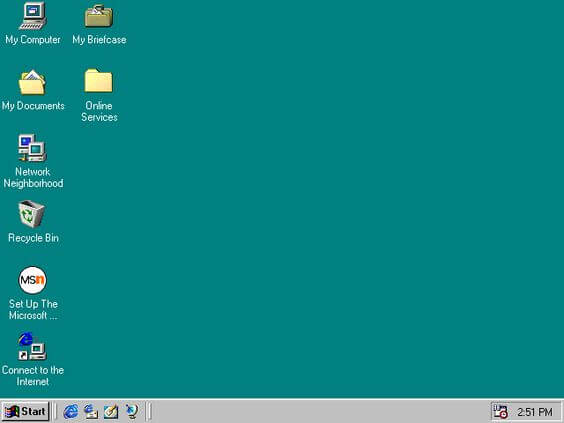 My Computer
My Briefcase
My Documents
Online
Services
Network
Neighborhood
Recycle Bin
MSn
Set Up The
Microsoft ...
Connect to the
Internet
Start
2:51 PM